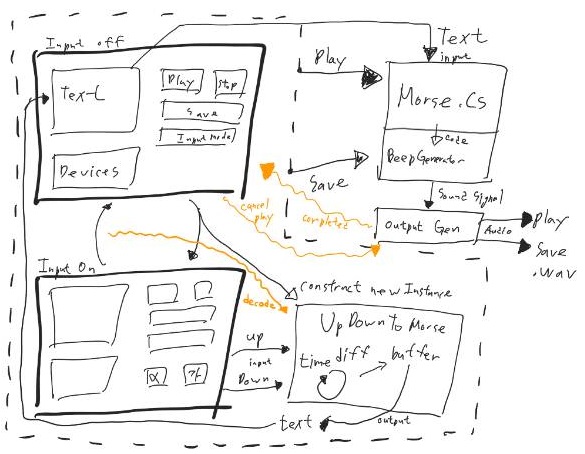 Input off
Text
Play
Stop
Save
Input Mode
Devices
Play
Save
Text
input
Morse.Cs
code
BeepGenerator
Sound Signal
Output Gen
Audio
Play
Save
.wav
cancel
play
completed
Input On
decode
construct new Instance
Up Down To Morse
time diff
buffer
up
input
Down
text
output